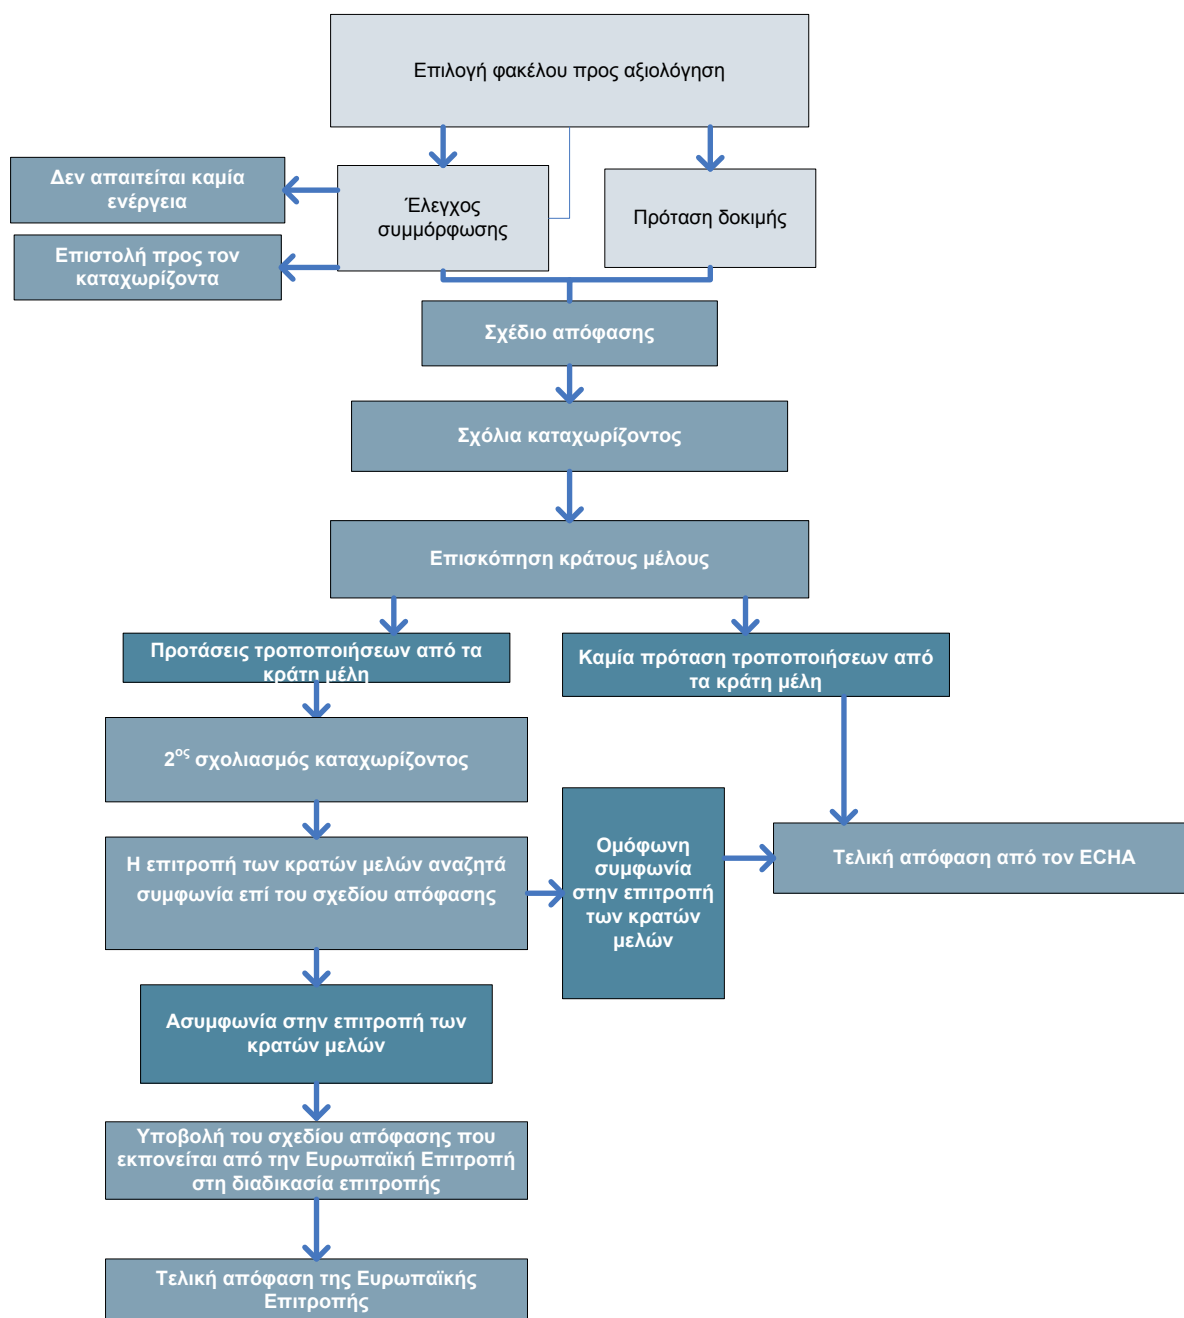 Επιλογή φακέλου προς αξιολόγηση
Δεν απαιτείται καμία
ενέργεια
Έλεγχος
συμμόρφωσης
Πρόταση δοκιμής
Επιστολή προς τον
καταχωρίζοντα
Σχέδιο απόφασης
Σχόλια καταχωρίζοντος
Επισκόπηση κράτους μέλους
Προτάσεις τροποποιήσεων από τα
κράτη μέλη
Καμία πρόταση τροποποιήσεων από
τα κράτη μέλη
2ος σχολιασμός καταχωρίζοντος
Η επιτροπή των κρατών μελών αναζητά
συμφωνία επί του σχεδίου απόφασης
Ομόφωνη
συμφωνία
στην επιτροπή
των κρατών
μελών
Τελική απόφαση από τον ECHA
Ασυμφωνία στην επιτροπή των
κρατών μελών
Υποβολή του σχεδίου απόφασης που
εκπονείται από την Ευρωπαϊκή Επιτροπή
στη διαδικασία επιτροπής
Τελική απόφαση της Ευρωπαϊκής
Επιτροπής